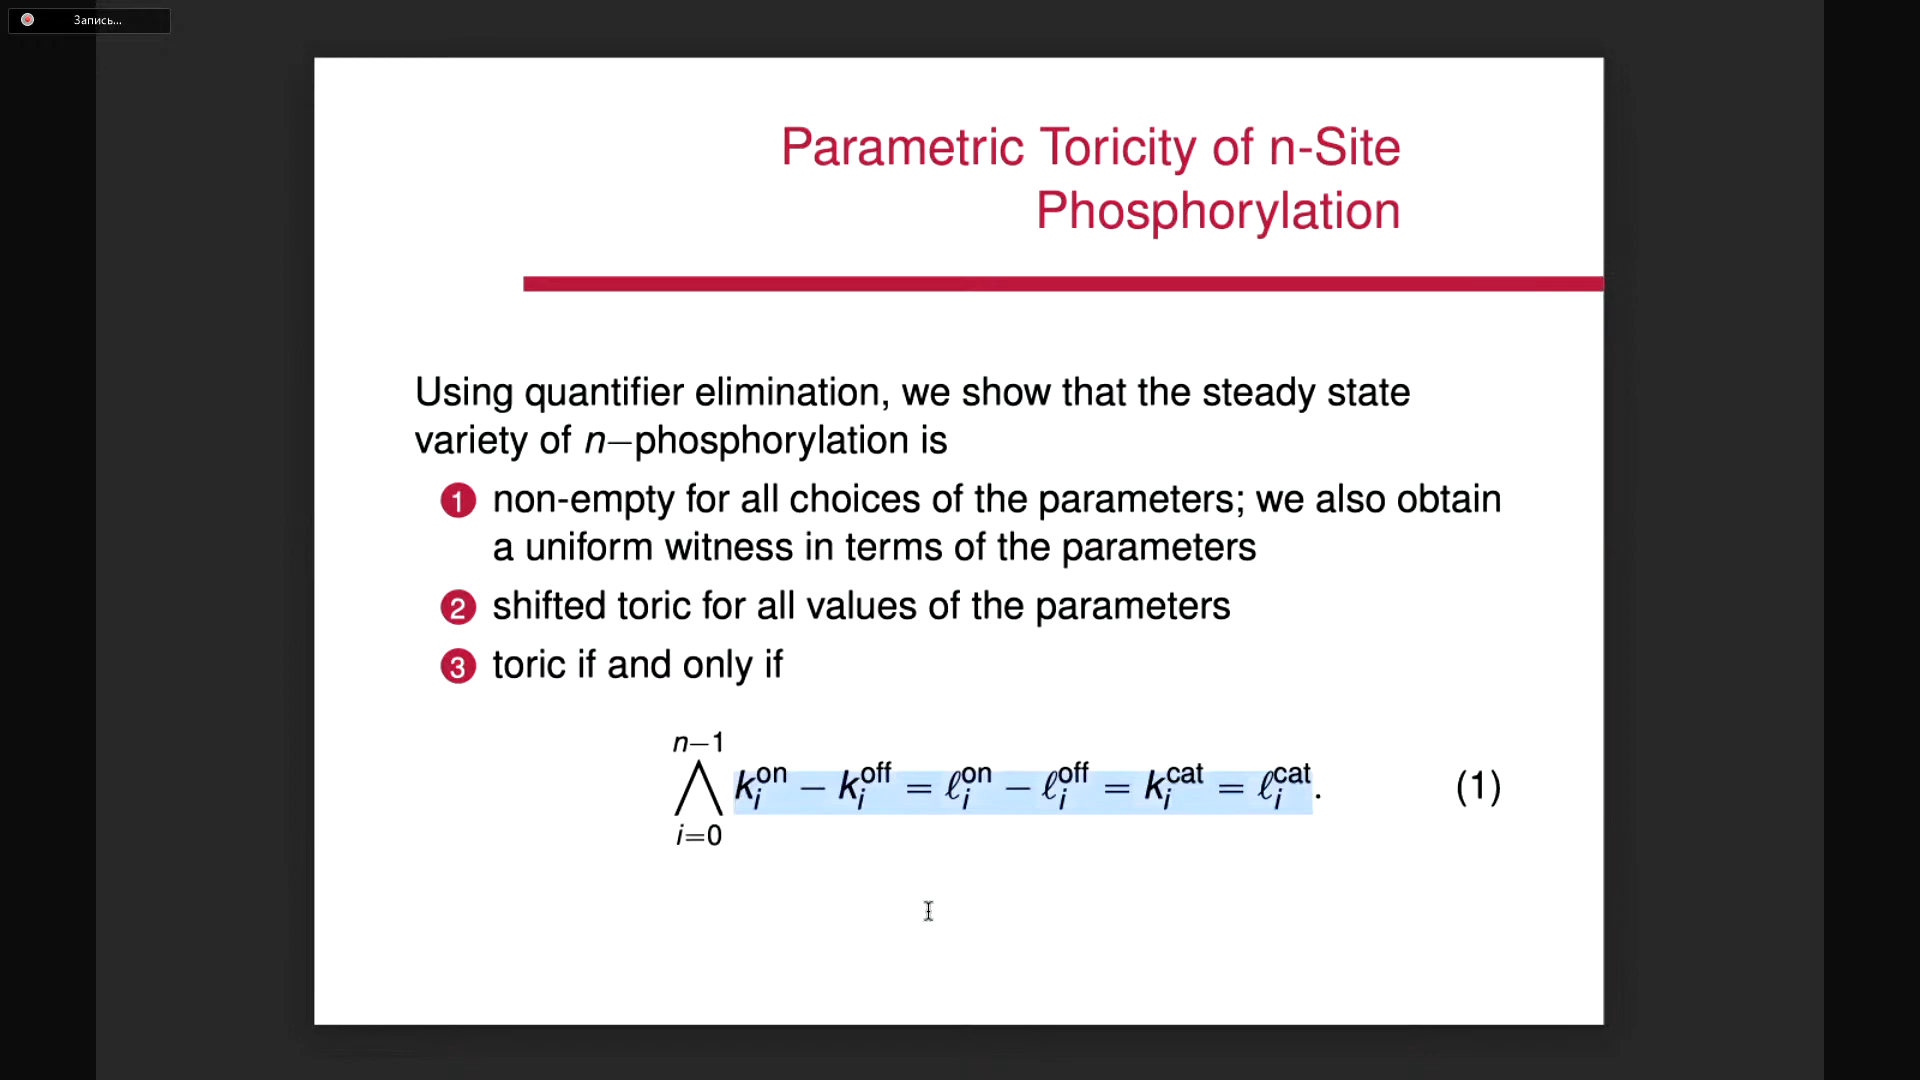 Запись...
Parametric Toricity of n-Site
Phosphorylation
Using quantifier elimination, we show that the steady state
variety of n–phosphorylation is
1 non-empty for all choices of the parameters; we also obtain
a uniform witness in terms of the parameters
2 shifted toric for all values of the parameters
3 toric if and only if
⋀_{i=0}^{n−1} k_i^{on} − k_i^{off} = ℓ_i^{on} − ℓ_i^{off} = k_i^{cat} = ℓ_i^{cat}. (1)